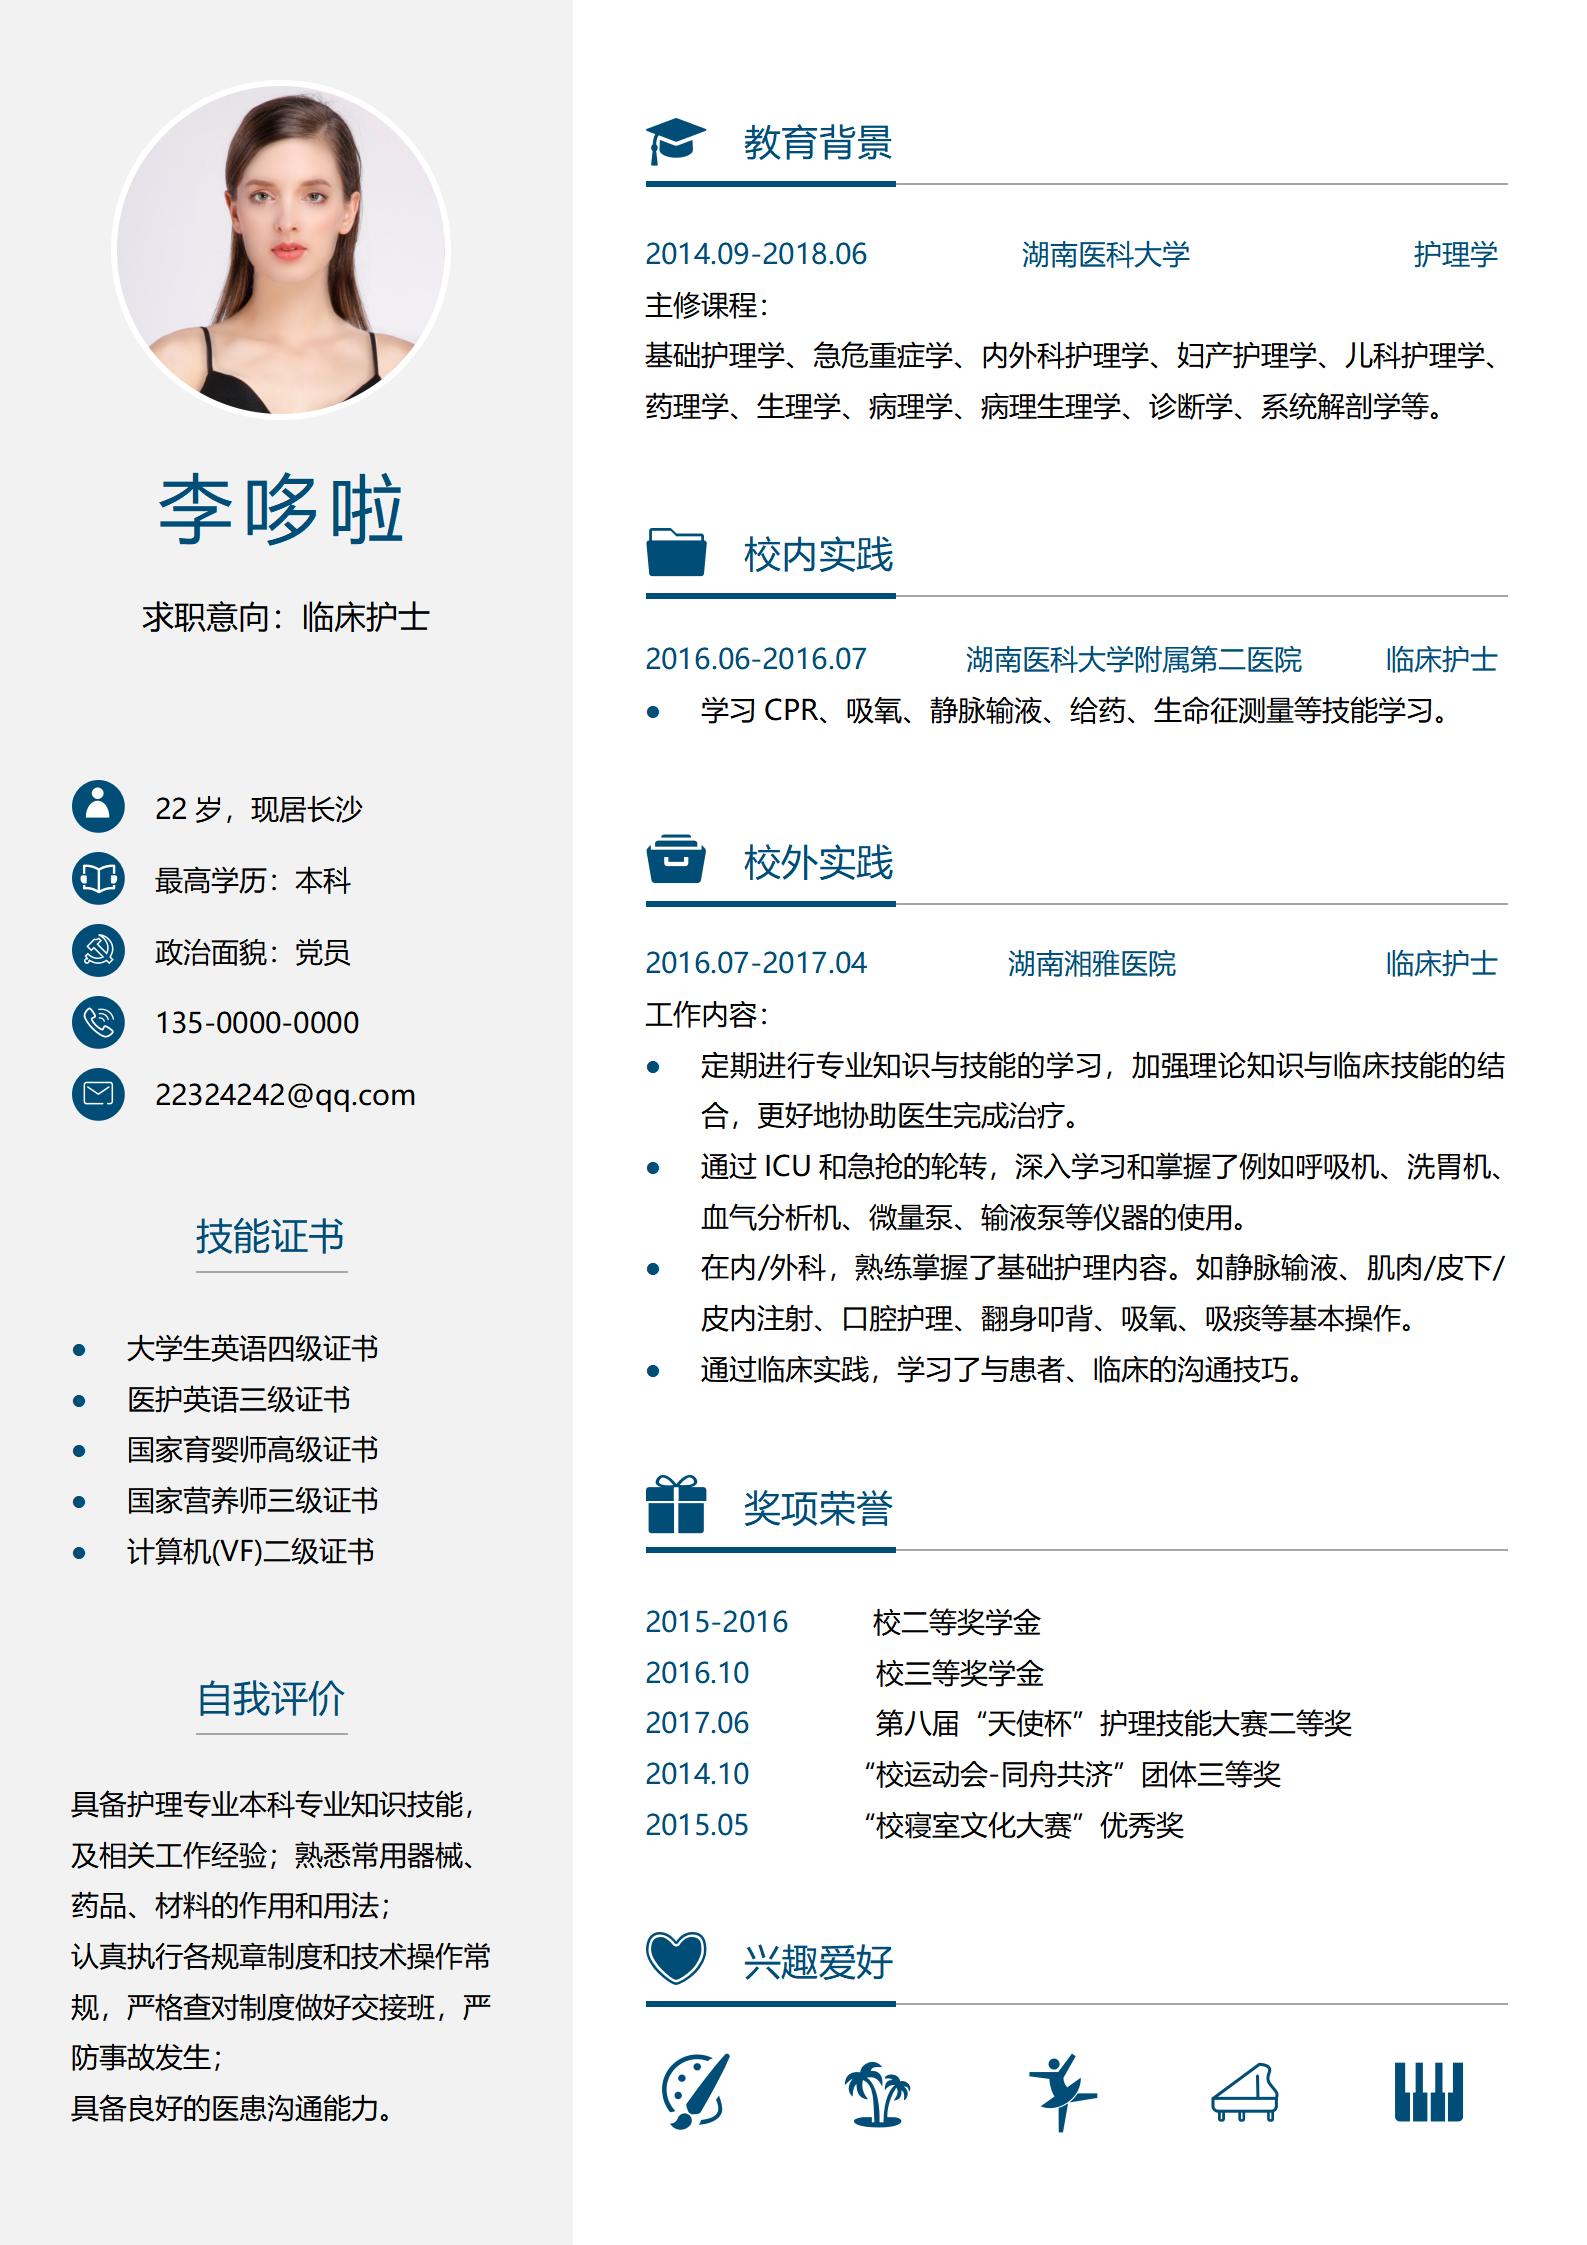 李哆啦
求职意向：临床护士
22 岁，现居长沙
最高学历：本科
政治面貌：党员
135-0000-0000
22324242@qq.com
技能证书
● 大学生英语四级证书
● 医护英语三级证书
● 国家育婴师高级证书
● 国家营养师三级证书
● 计算机(VF)二级证书
自我评价
具备护理专业本科专业知识技能，
及相关工作经验；熟悉常用器械、
药品、材料的作用和用法；
认真执行各规章制度和技术操作常
规，严格查对制度做好交接班，严
防事故发生；
具备良好的医患沟通能力。
教育背景
2014.09-2018.06 湖南医科大学 护理学
主修课程：
基础护理学、急危重症学、内外科护理学、妇产护理学、儿科护理学、
药理学、生理学、病理学、病理生理学、诊断学、系统解剖学等。
校内实践
2016.06-2016.07 湖南医科大学附属第二医院 临床护士
● 学习 CPR、吸氧、静脉输液、给药、生命征测量等技能学习。
校外实践
2016.07-2017.04 湖南湘雅医院 临床护士
工作内容：
● 定期进行专业知识与技能的学习，加强理论知识与临床技能的结
合，更好地协助医生完成治疗。
● 通过 ICU 和急抢的轮转，深入学习和掌握了例如呼吸机、洗胃机、
血气分析机、微量泵、输液泵等仪器的使用。
● 在内/外科，熟练掌握了基础护理内容。如静脉输液、肌肉/皮下/
皮内注射、口腔护理、翻身叩背、吸氧、吸痰等基本操作。
● 通过临床实践，学习了与患者、临床的沟通技巧。
奖项荣誉
2015-2016 校二等奖学金
2016.10 校三等奖学金
2017.06 第八届“天使杯”护理技能大赛二等奖
2014.10 “校运动会-同舟共济”团体三等奖
2015.05 “校寝室文化大赛”优秀奖
兴趣爱好